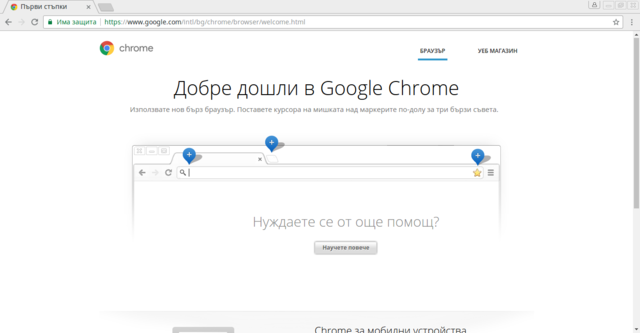 Първи стъпки
Има защита | https://www.google.com/intl/bg/chrome/browser/welcome.html
chrome
БРАУЗЪР
УЕБ МАГАЗИН
Добре дошли в Google Chrome
Използвате нов бърз браузър. Поставете курсора на мишката над маркерите по-долу за три бързи съвета.
Нуждаете се от още помощ?
Научете повече
Chrome за мобилни устройства